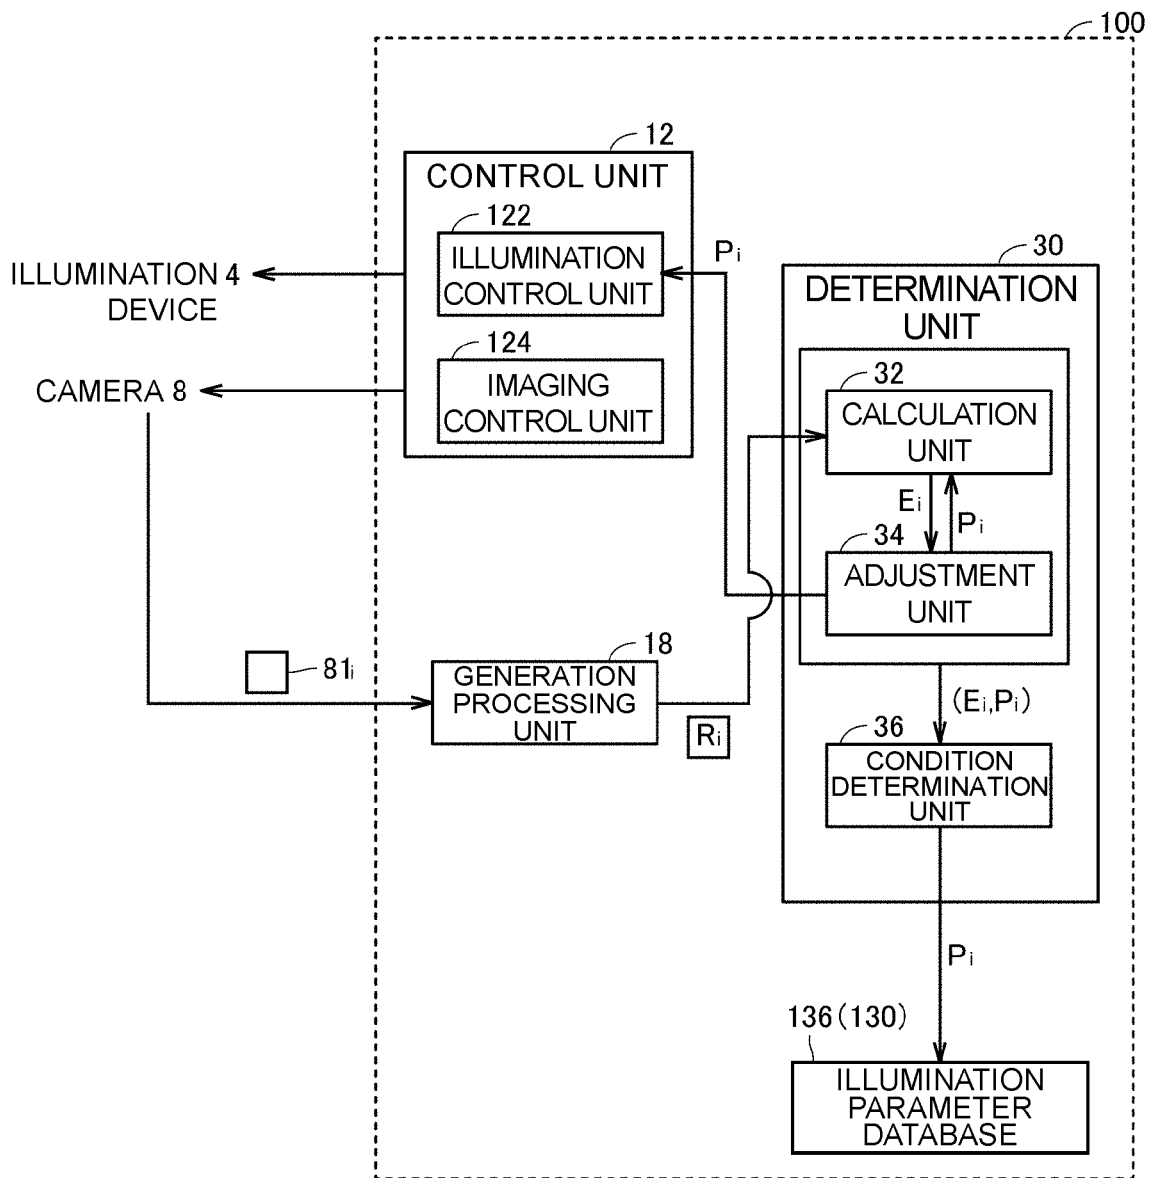 100
12
CONTROL UNIT
122
ILLUMINATION
CONTROL UNIT
124
IMAGING
CONTROL UNIT
ILLUMINATION 4
DEVICE
CAMERA 8
Pi
30
DETERMINATION
UNIT
32
CALCULATION
UNIT
Ei
Pi
34
ADJUSTMENT
UNIT
81i
18
GENERATION
PROCESSING
UNIT
Ri
(Ei,Pi)
36
CONDITION
DETERMINATION
UNIT
Pi
136(130)
ILLUMINATION
PARAMETER
DATABASE